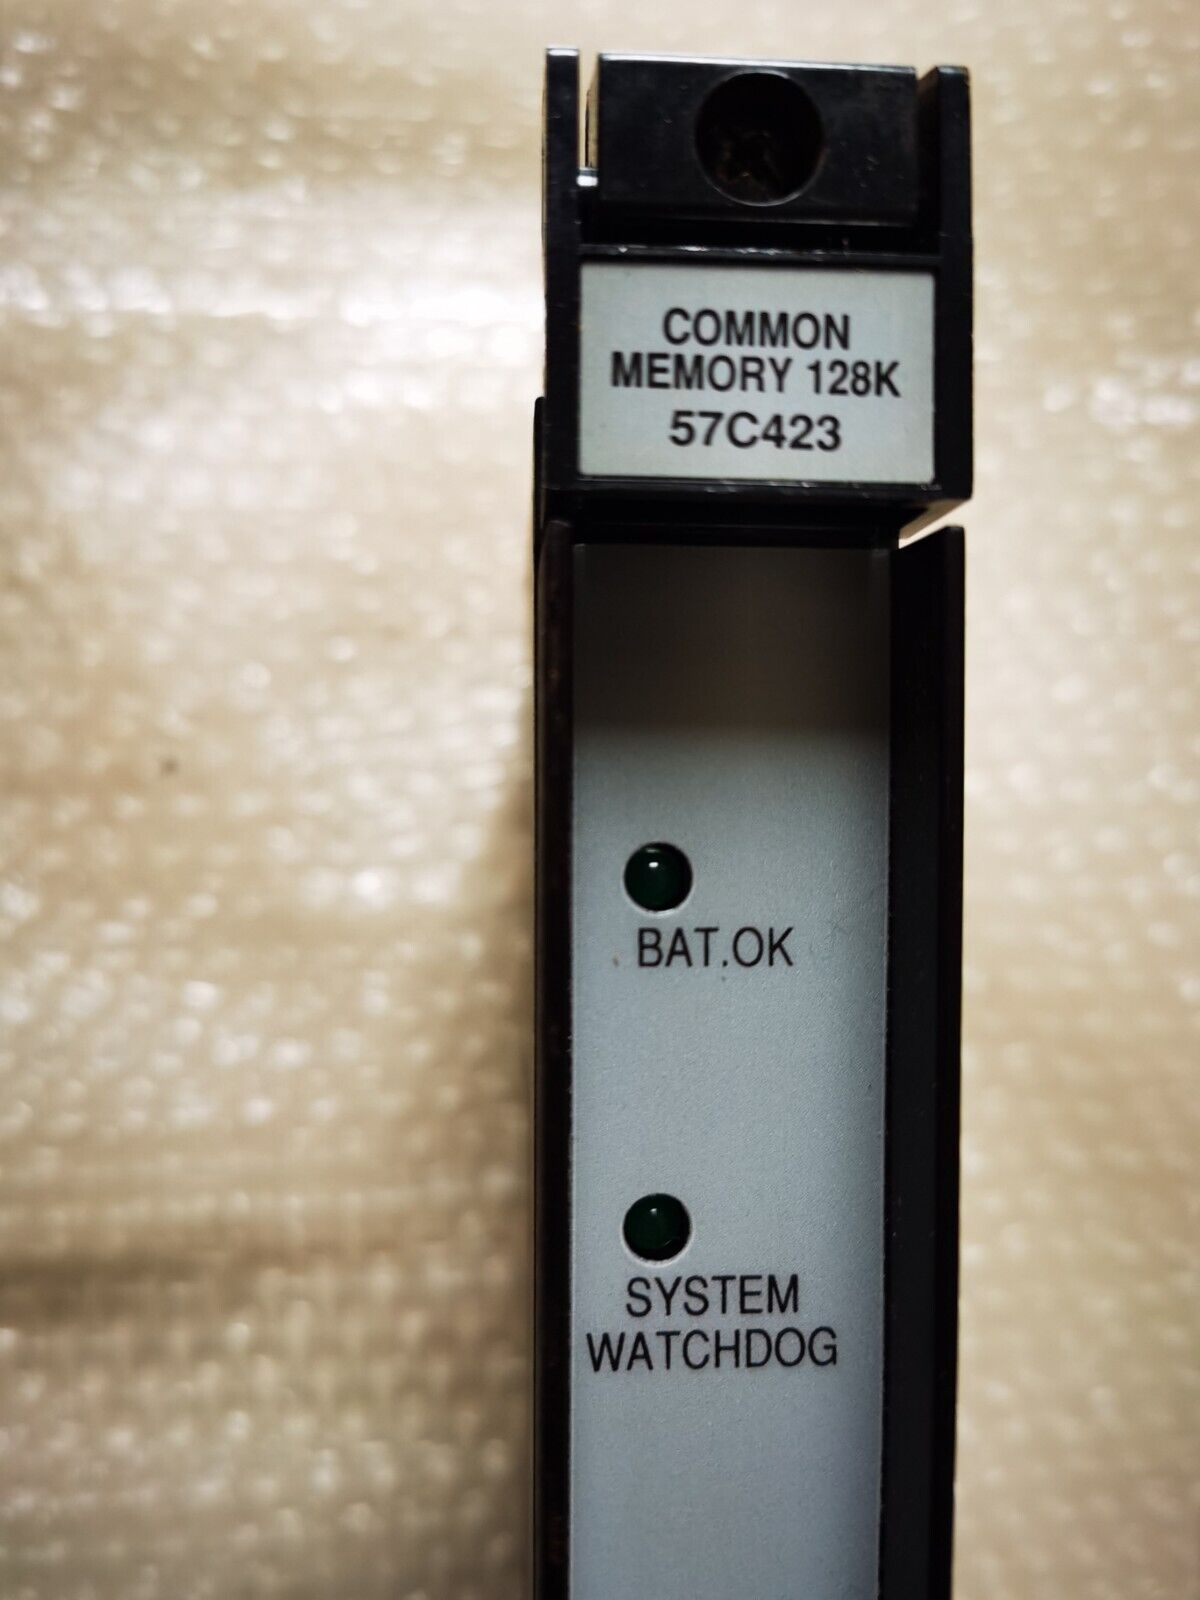 COMMON
MEMORY 128K
57C423
BAT.OK
SYSTEM
WATCHDOG